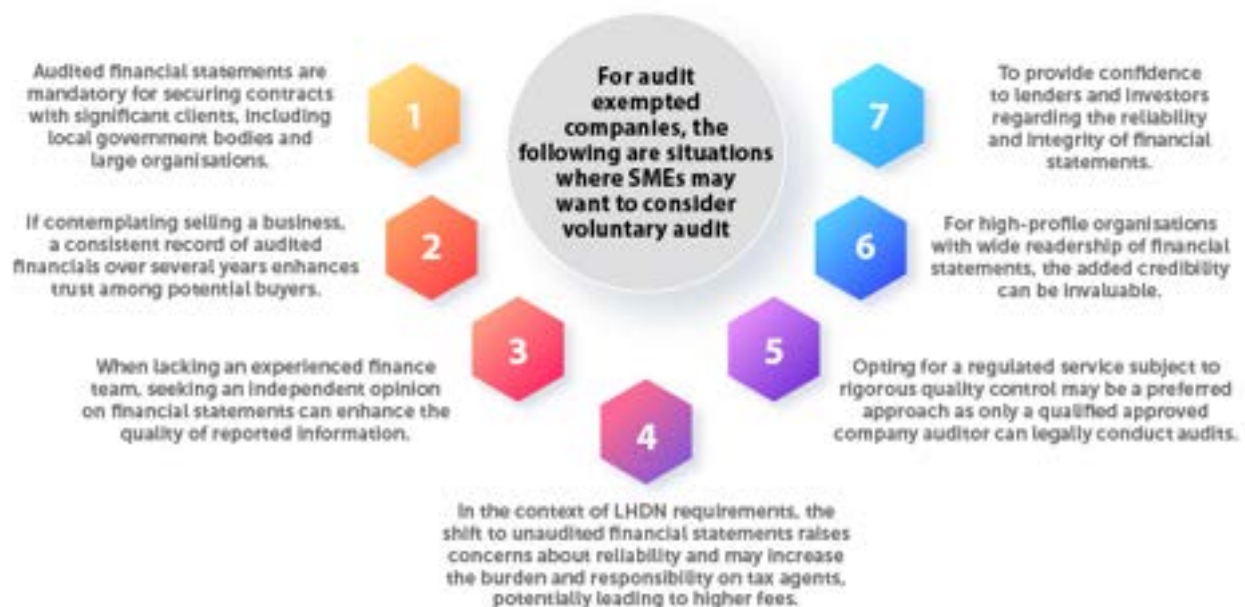 For audit
exempted
companies, the
following are situations
where SMEs may
want to consider
voluntary audit
1
Audited financial statements are
mandatory for securing contracts
with significant clients, including
local government bodies and
large organisations.
2
If contemplating selling a business,
a consistent record of audited
financials over several years enhances
trust among potential buyers.
3
When lacking an experienced finance
team, seeking an independent opinion
on financial statements can enhance the
quality of reported information.
4
In the context of LHDN requirements, the
shift to unaudited financial statements raises
concerns about reliability and may increase
the burden and responsibility on tax agents,
potentially leading to higher fees.
5
Opting for a regulated service subject to
rigorous quality control may be a preferred
approach as only a qualified approved
company auditor can legally conduct audits.
6
For high-profile organisations
with wide readership of financial
statements, the added credibility
can be invaluable.
7
To provide confidence
to lenders and investors
regarding the reliability
and integrity of financial
statements.